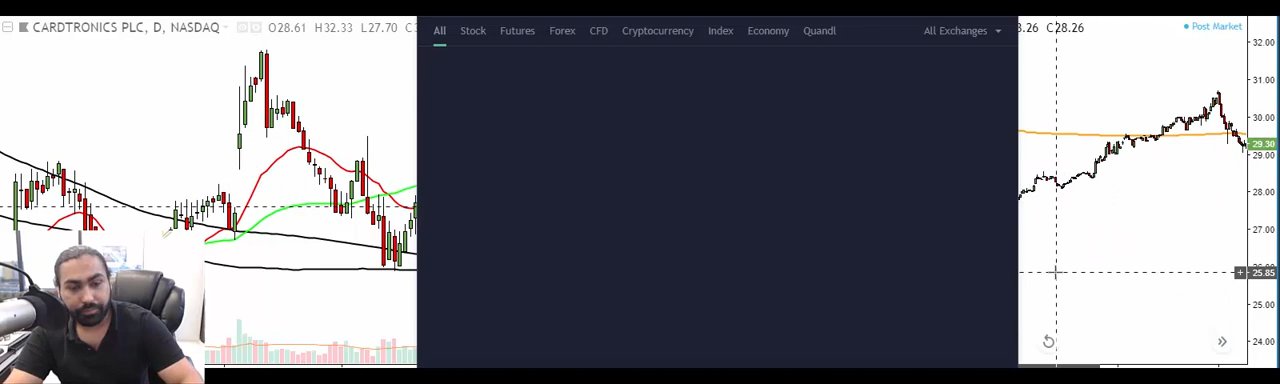 CARDTRONICS PLC, D, NASDAQ O28.61 H32.33 L27.70
All Stock Futures Forex CFD Cryptocurrency Index Economy Quandl All Exchanges
C28.26
Post Market
32.00
31.00
30.00
29.30
29.00
28.00
27.00
25.85
25.00
24.00